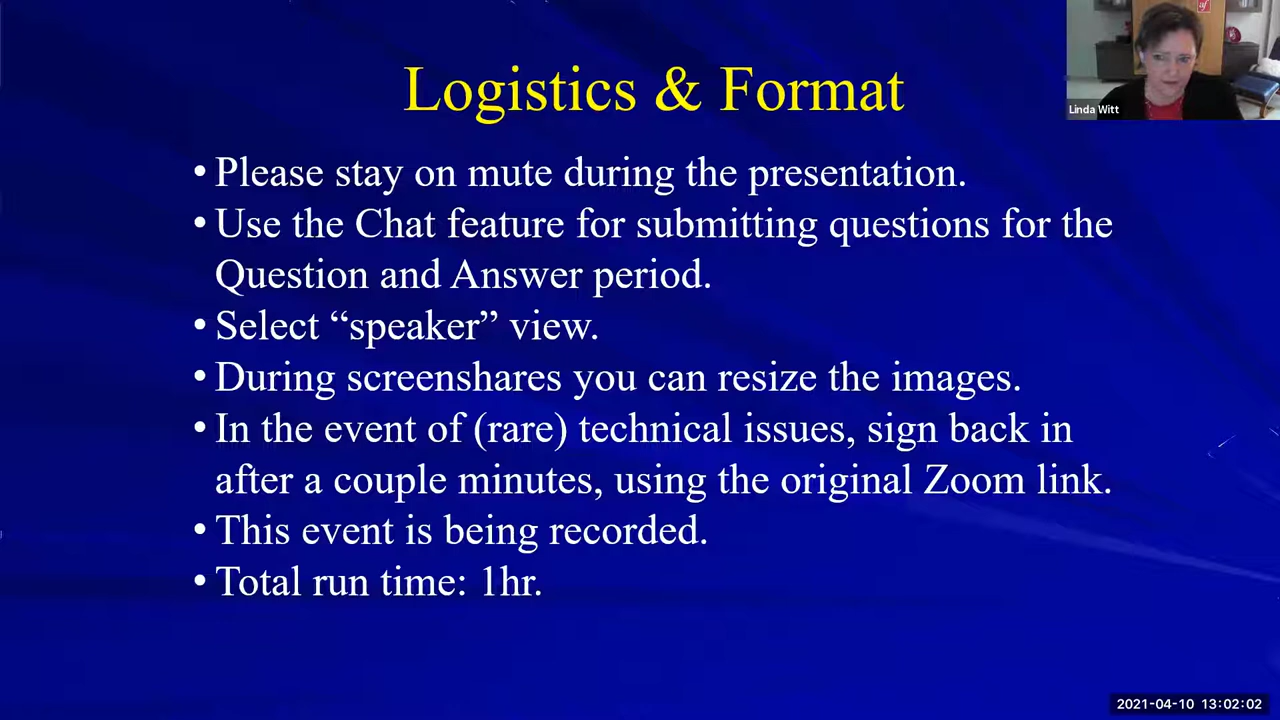 Logistics & Format
Linda Witt
• Please stay on mute during the presentation.
• Use the Chat feature for submitting questions for the
Question and Answer period.
• Select “speaker” view.
• During screenshares you can resize the images.
• In the event of (rare) technical issues, sign back in
after a couple minutes, using the original Zoom link.
• This event is being recorded.
• Total run time: 1hr.
2021-04-10 13:02:02